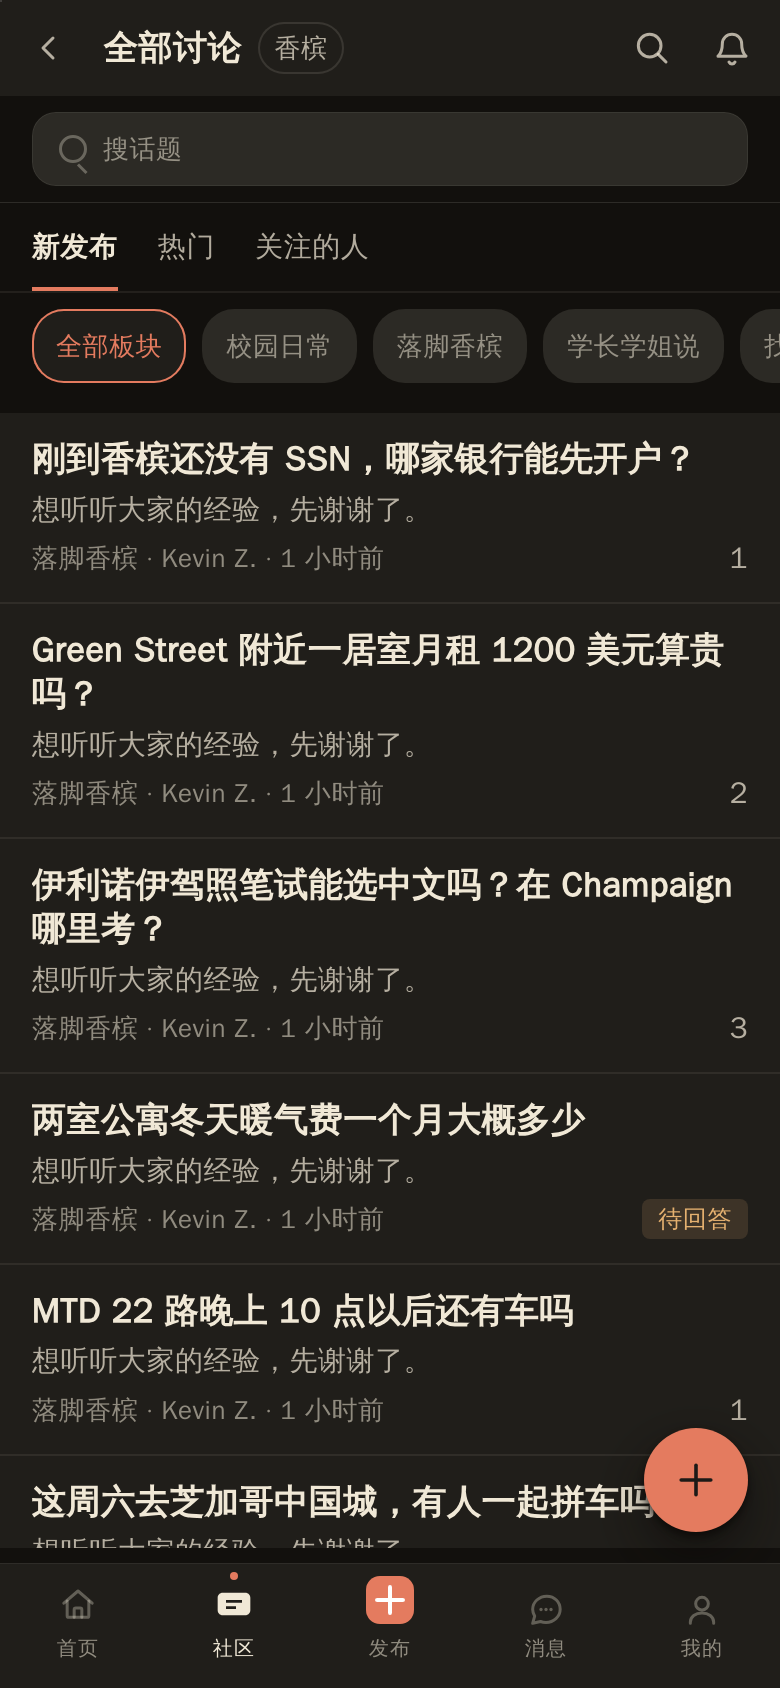 全部讨论 香槟
搜话题
新发布 热门 关注的人
全部板块 校园日常 落脚香槟 学长学姐说 找
刚到香槟还没有 SSN，哪家银行能先开户？
想听听大家的经验，先谢谢了。
落脚香槟 · Kevin Z. · 1 小时前 1
Green Street 附近一居室月租 1200 美元算贵
吗？
想听听大家的经验，先谢谢了。
落脚香槟 · Kevin Z. · 1 小时前 2
伊利诺伊驾照笔试能选中文吗？在 Champaign
哪里考？
想听听大家的经验，先谢谢了。
落脚香槟 · Kevin Z. · 1 小时前 3
两室公寓冬天暖气费一个月大概多少
想听听大家的经验，先谢谢了。
落脚香槟 · Kevin Z. · 1 小时前 待回答
MTD 22 路晚上 10 点以后还有车吗
想听听大家的经验，先谢谢了。
落脚香槟 · Kevin Z. · 1 小时前 1
这周六去芝加哥中国城，有人一起拼车吗
想听听大家的经验，先谢谢了。
首页 社区 发布 消息 我的